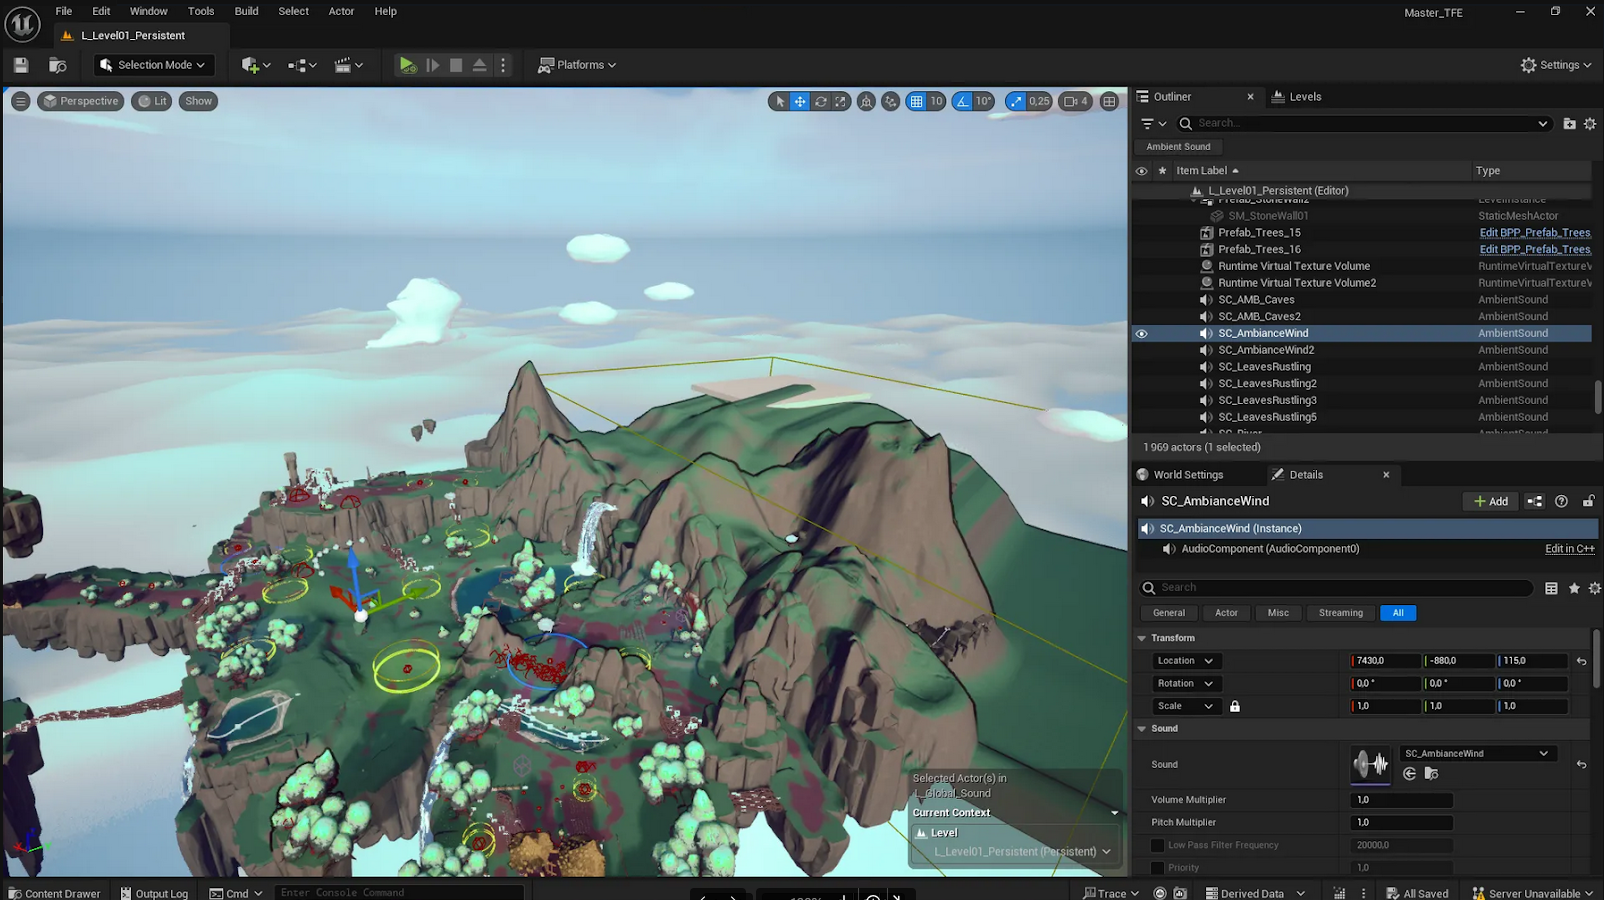 File Edit Window Tools Build Select Actor Help
Master_TFE
L_Level01_Persistent
Selection Mode
Platforms
Settings
Perspective Lit Show
10 10° 0,25 4
Outliner Levels
Search...
Ambient Sound
Item Label Type
L_Level01_Persistent (Editor)
Prefab_StoneWall2 LevelInstance
SM_StoneWall01 StaticMeshActor
Prefab_Trees_15 Edit BPP_Prefab_Trees
Prefab_Trees_16 Edit BPP_Prefab_Trees
Runtime Virtual Texture Volume RuntimeVirtualTextureV
Runtime Virtual Texture Volume2 RuntimeVirtualTextureV
SC_AMB_Caves AmbientSound
SC_AMB_Caves2 AmbientSound
SC_AmbianceWind AmbientSound
SC_AmbianceWind2 AmbientSound
SC_LeavesRustling AmbientSound
SC_LeavesRustling2 AmbientSound
SC_LeavesRustling3 AmbientSound
SC_LeavesRustling5 AmbientSound
SC_River AmbientSound
1 969 actors (1 selected)
World Settings Details
SC_AmbianceWind
Add
SC_AmbianceWind (Instance)
AudioComponent (AudioComponent0) Edit in C++
Search
General Actor Misc Streaming All
Transform
Location 7430,0 -880,0 115,0
Rotation 0,0 ° 0,0 ° 0,0 °
Scale 1,0 1,0 1,0
Sound
Sound SC_AmbianceWind
Volume Multiplier 1,0
Pitch Multiplier 1,0
Low Pass Filter Frequency 20000,0
Priority 1,0
Selected Actor(s) in
L_Global_Sound
Current Context
Level
L_Level01_Persistent (Persistent)
Content Drawer Output Log Cmd Enter Console Command
Trace Derived Data All Saved Server Unavailable